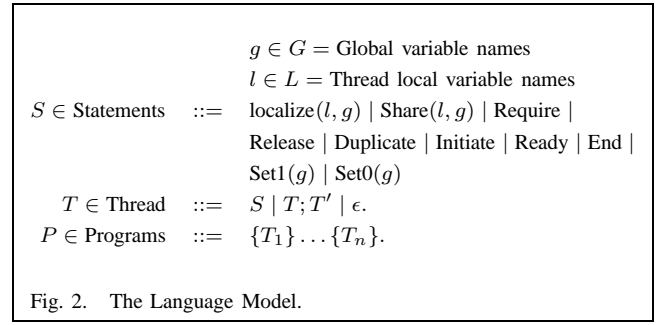 g ∈ G = Global variable names
l ∈ L = Thread local variable names
S ∈ Statements ::= localize(l, g) | Share(l, g) | Require |
Release | Duplicate | Initiate | Ready | End |
Set1(g) | Set0(g)
T ∈ Thread ::= S | T; T′ | ϵ.
P ∈ Programs ::= {T₁} . . . {Tₙ}.
Fig. 2. The Language Model.